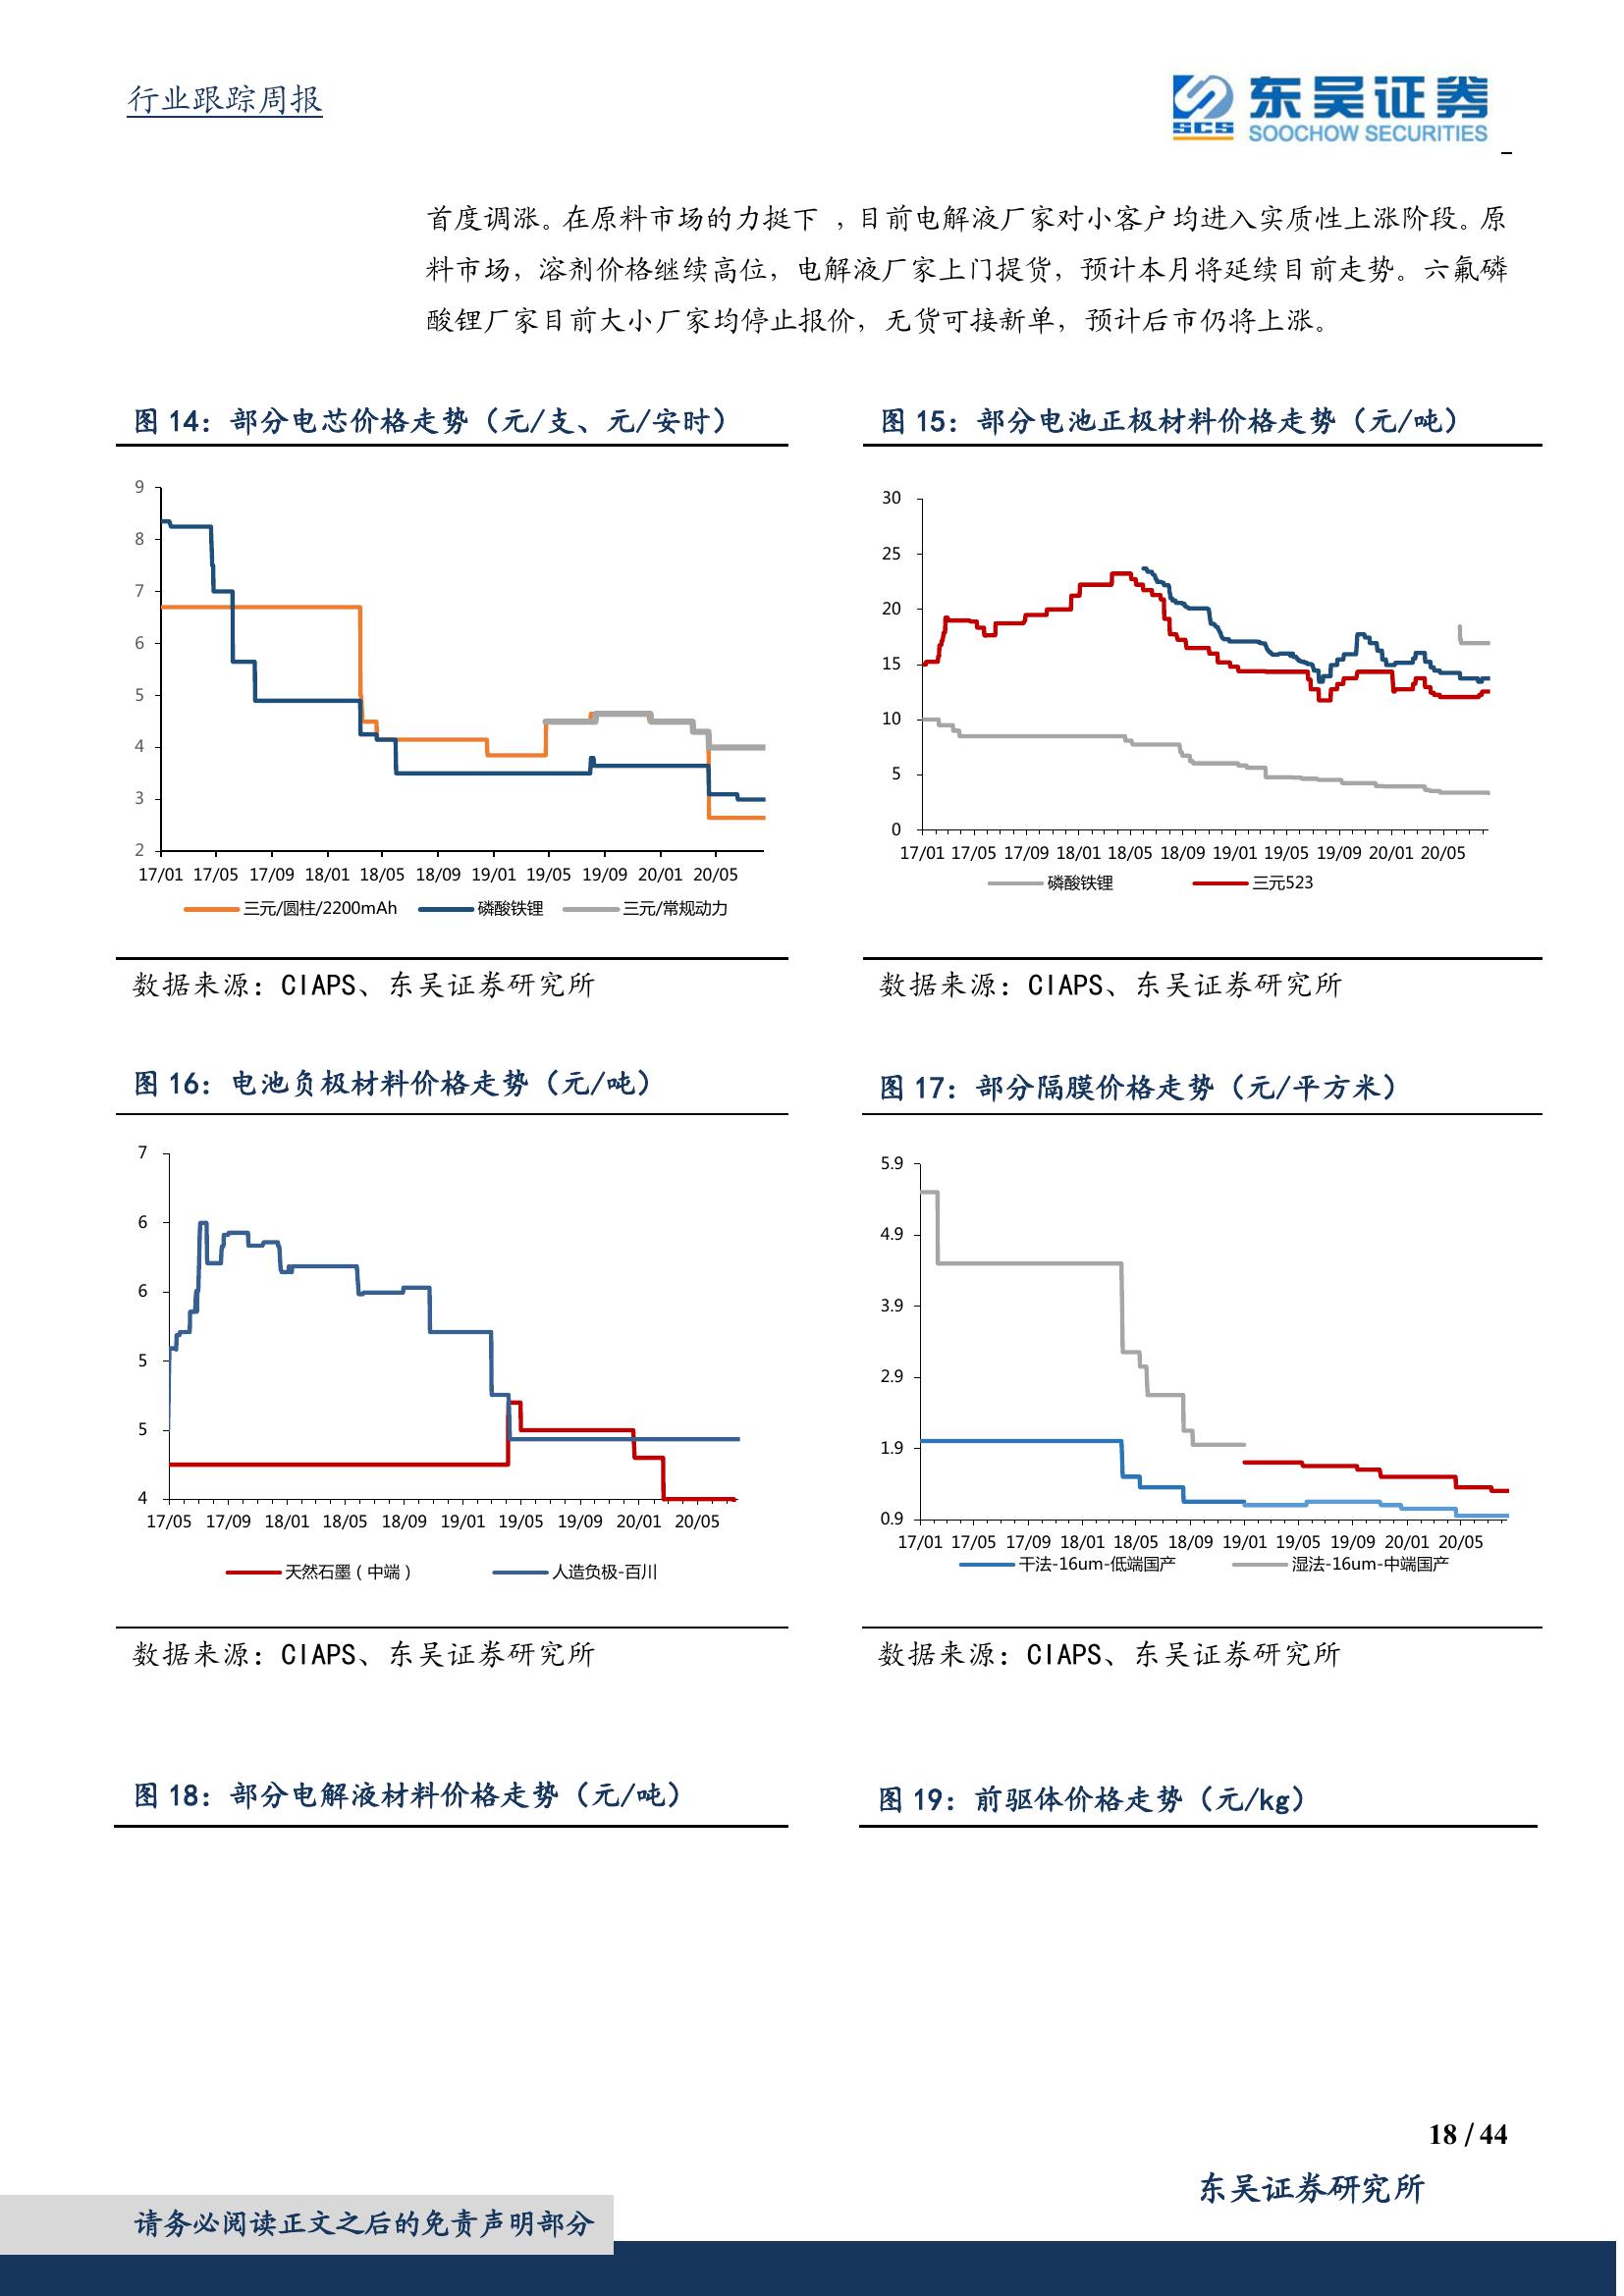 行业跟踪周报
东吴证券
SCS
SOOCHOW SECURITIES
首度调涨。在原料市场的力挺下 ，目前电解液厂家对小客户均进入实质性上涨阶段。原
料市场，溶剂价格继续高位，电解液厂家上门提货，预计本月将延续目前走势。六氟磷
酸锂厂家目前大小厂家均停止报价，无货可接新单，预计后市仍将上涨。
图 14：部分电芯价格走势（元/支、元/安时）
9
8
7
6
5
4
3
2
17/01 17/05 17/09 18/01 18/05 18/09 19/01 19/05 19/09 20/01 20/05
三元/圆柱/2200mAh 磷酸铁锂 三元/常规动力
数据来源：CIAPS、东吴证券研究所
图 15：部分电池正极材料价格走势（元/吨）
30
25
20
15
10
5
0
17/01 17/05 17/09 18/01 18/05 18/09 19/01 19/05 19/09 20/01 20/05
磷酸铁锂 三元523
数据来源：CIAPS、东吴证券研究所
图 16：电池负极材料价格走势（元/吨）
7
6
6
5
5
4
17/05 17/09 18/01 18/05 18/09 19/01 19/05 19/09 20/01 20/05
天然石墨（中端） 人造负极-百川
数据来源：CIAPS、东吴证券研究所
图 17：部分隔膜价格走势（元/平方米）
5.9
4.9
3.9
2.9
1.9
0.9
17/01 17/05 17/09 18/01 18/05 18/09 19/01 19/05 19/09 20/01 20/05
干法-16um-低端国产 湿法-16um-中端国产
数据来源：CIAPS、东吴证券研究所
图 18：部分电解液材料价格走势（元/吨）
图 19：前驱体价格走势（元/kg）
18 / 44
东吴证券研究所
请务必阅读正文之后的免责声明部分